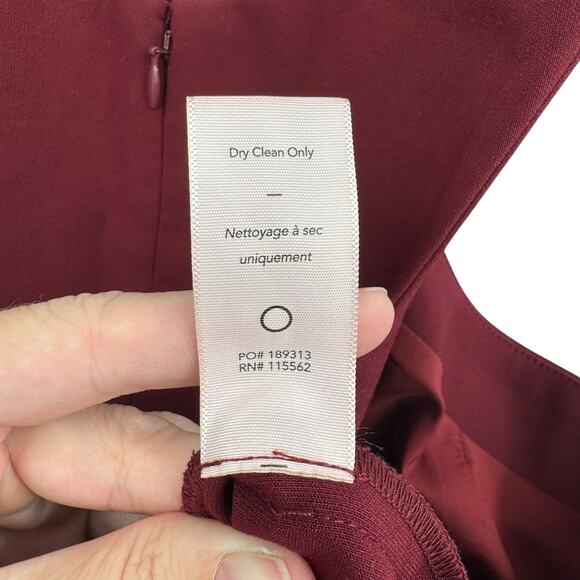 Dry Clean Only
—
Nettoyage à sec
uniquement
PO# 189313
RN# 115562